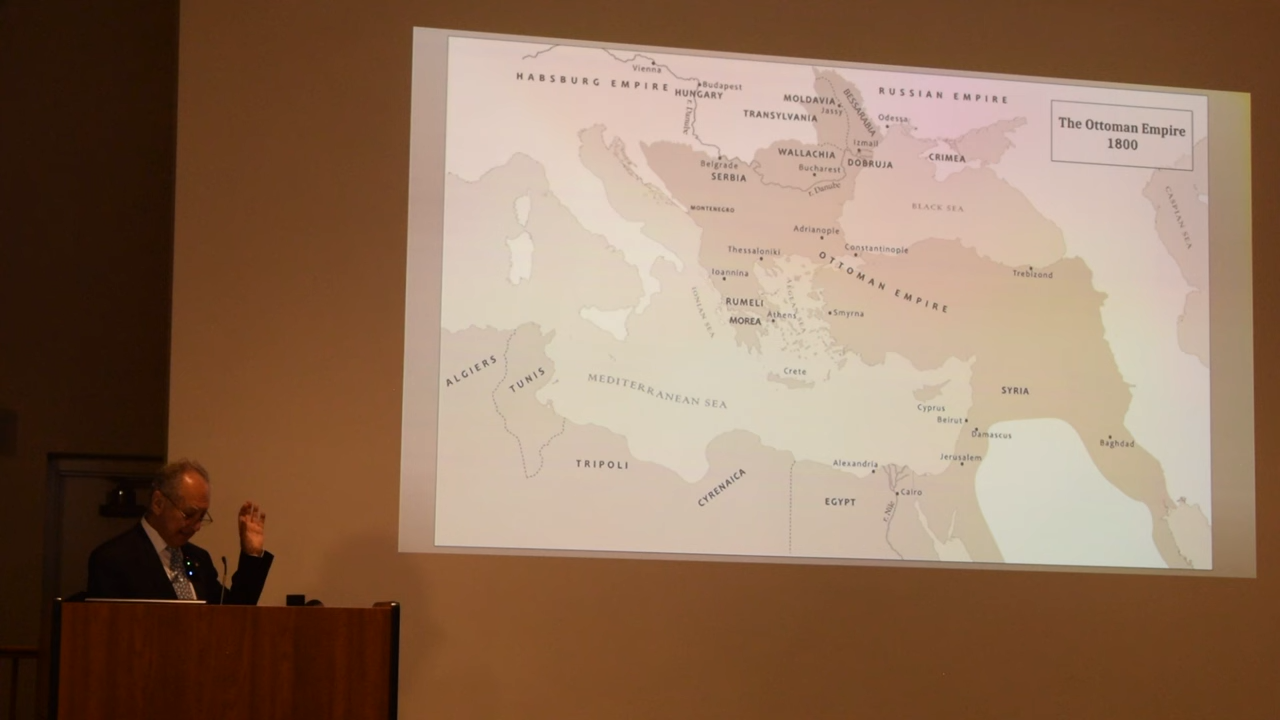 The Ottoman Empire
1800
Vienna
HABSBURG EMPIRE
Budapest
HUNGARY
r. Danube
MOLDAVIA
Jassy
BESSARABIA
RUSSIAN EMPIRE
TRANSYLVANIA
Odessa
Izmail
WALLACHIA
DOBRUJA
CRIMEA
Belgrade
SERBIA
Bucharest
r. Danube
CASPIAN SEA
MONTENEGRO
BLACK SEA
Adrianople
Thessaloniki
Constantinople
OTTOMAN EMPIRE
Ioannina
Trebizond
IONIAN SEA
RUMELI
AEGEAN SEA
MOREA
Athens
Smyrna
ALGIERS
TUNIS
MEDITERRANEAN SEA
Crete
SYRIA
Cyprus
Beirut
Damascus
Baghdad
TRIPOLI
CYRENAICA
Alexandria
Jerusalem
EGYPT
Cairo
r. Nile